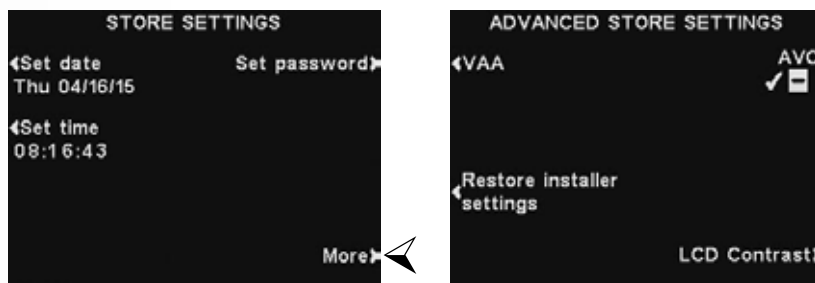 STORE SETTINGS
Set date
Thu 04/16/15
Set password
Set time
08:16:43
More
ADVANCED STORE SETTINGS
VAA
AVC
Restore installer
settings
LCD Contrast